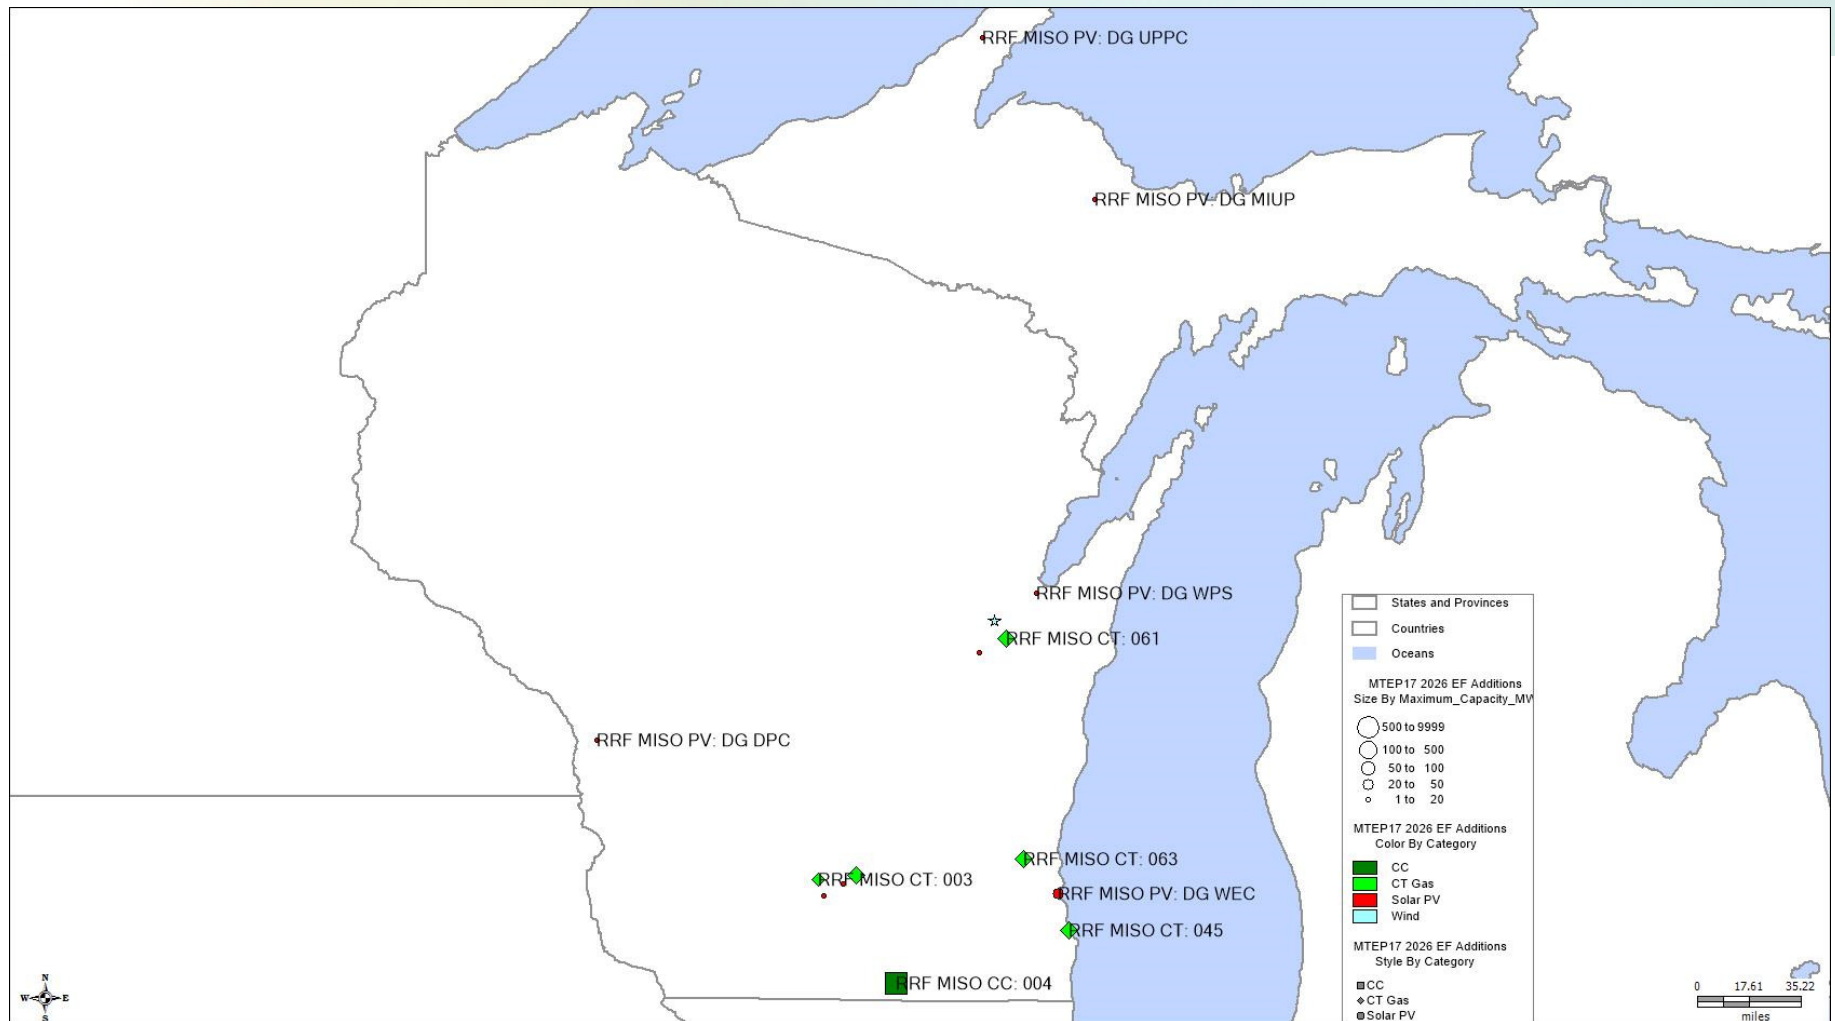 RRF MISO PV: DG UPPC
RRF MISO PV: DG MIUP
RRF MISO PV: DG WPS
RRF MISO CT: 061
RRF MISO PV: DG DPC
RRF MISO CT: 063
RRF MISO CT: 003
RRF MISO PV: DG WEC
RRF MISO CT: 045
RRF MISO CC: 004
States and Provinces
Countries
Oceans
MTEP17 2026 EF Additions
Size By Maximum_Capacity_MW
500 to 9999
100 to 500
50 to 100
20 to 50
1 to 20
MTEP17 2026 EF Additions
Color By Category
CC
CT Gas
Solar PV
Wind
MTEP17 2026 EF Additions
Style By Category
CC
CT Gas
Solar PV
N
W E
S
0 17.61 35.22
miles